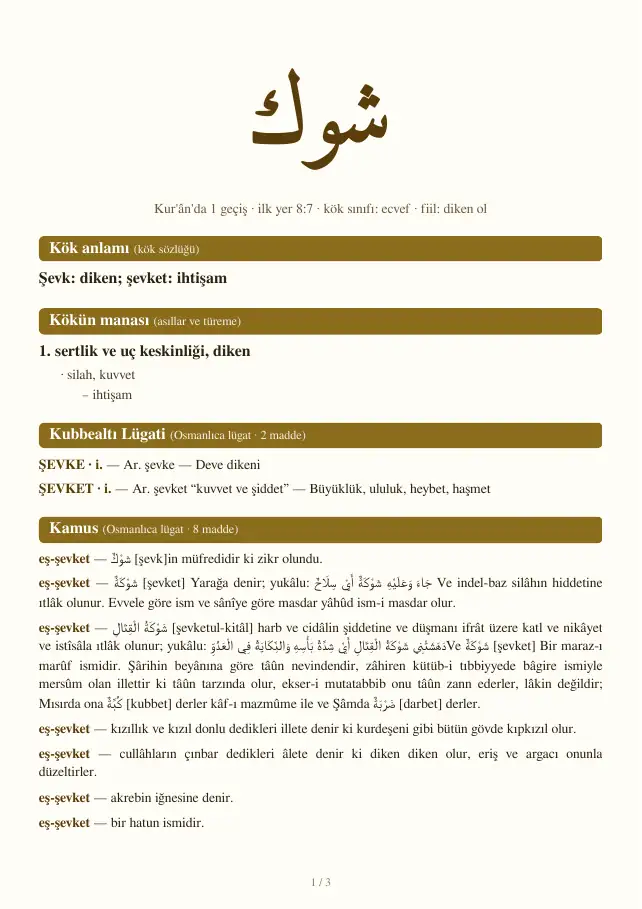 شوك
Kur'ân'da 1 geçiş · ilk yer 8:7 · kök sınıfı: ecvef · fiil: diken ol
Kök anlamı (kök sözlüğü)
Şevk: diken; şevket: ihtişam
Kökün manası (asıllar ve türeme)
1. sertlik ve uç keskinliği, diken
· silah, kuvvet
– ihtişam
Kubbealtı Lügati (Osmanlıca lügat · 2 madde)
ŞEVKE · i. — Ar. şevke — Deve dikeni
ŞEVKET · i. — Ar. şevket “kuvvet ve şiddet” — Büyüklük, ululuk, heybet, haşmet
Kamus (Osmanlıca lügat · 8 madde)
eş-şevket — شَوْكٌ [şevk]in müfredidir ki zikr olundu.
eş-şevket — شَوْكَةٌ [şevket] Yarağa denir; yukâlu: جَاءَ وَعَلَيْهِ شَوْكَةٌ أَيْ سِلَاحٌ Ve indel-baz silâhın hiddetine
ıtlâk olunur. Evvele göre ism ve sânîye göre masdar yâhûd ism-i masdar olur.
eş-şevket — شَوْكَةُ الْقِتَالِ [şevketul-kitâl] harb ve cidâlin şiddetine ve düşmanı ifrât üzere katl ve nikâyet
ve istîsâla ıtlâk olunur; yukâlu: دَهَشَتْنِي شَوْكَةُ الْقِتَالِ أَيْ شِدَّةُ بَأْسِهِ وَالنِّكَايَةُ فِي الْعَدُوِّVe شَوْكَةٌ [şevket] Bir maraz-ı
marûf ismidir. Şârihin beyânına göre tâûn nevindendir, zâhiren kütüb-i tıbbiyyede bâgire ismiyle
mersûm olan illettir ki tâûn tarzında olur, ekser-i mutatabbib onu tâûn zann ederler, lâkin değildir;
Mısırda ona كُبَّةٌ [kubbet] derler kâf-ı mazmûme ile ve Şâmda ضَرْبَةٌ [darbet] derler.
eş-şevket — kızıllık ve kızıl donlu dedikleri illete denir ki kurdeşeni gibi bütün gövde kıpkızıl olur.
eş-şevket — cullâhların çınbar dedikleri âlete denir ki diken diken olur, eriş ve argacı onunla
düzeltirler.
eş-şevket — akrebin iğnesine denir.
eş-şevket — bir hatun ismidir.
1 / 3